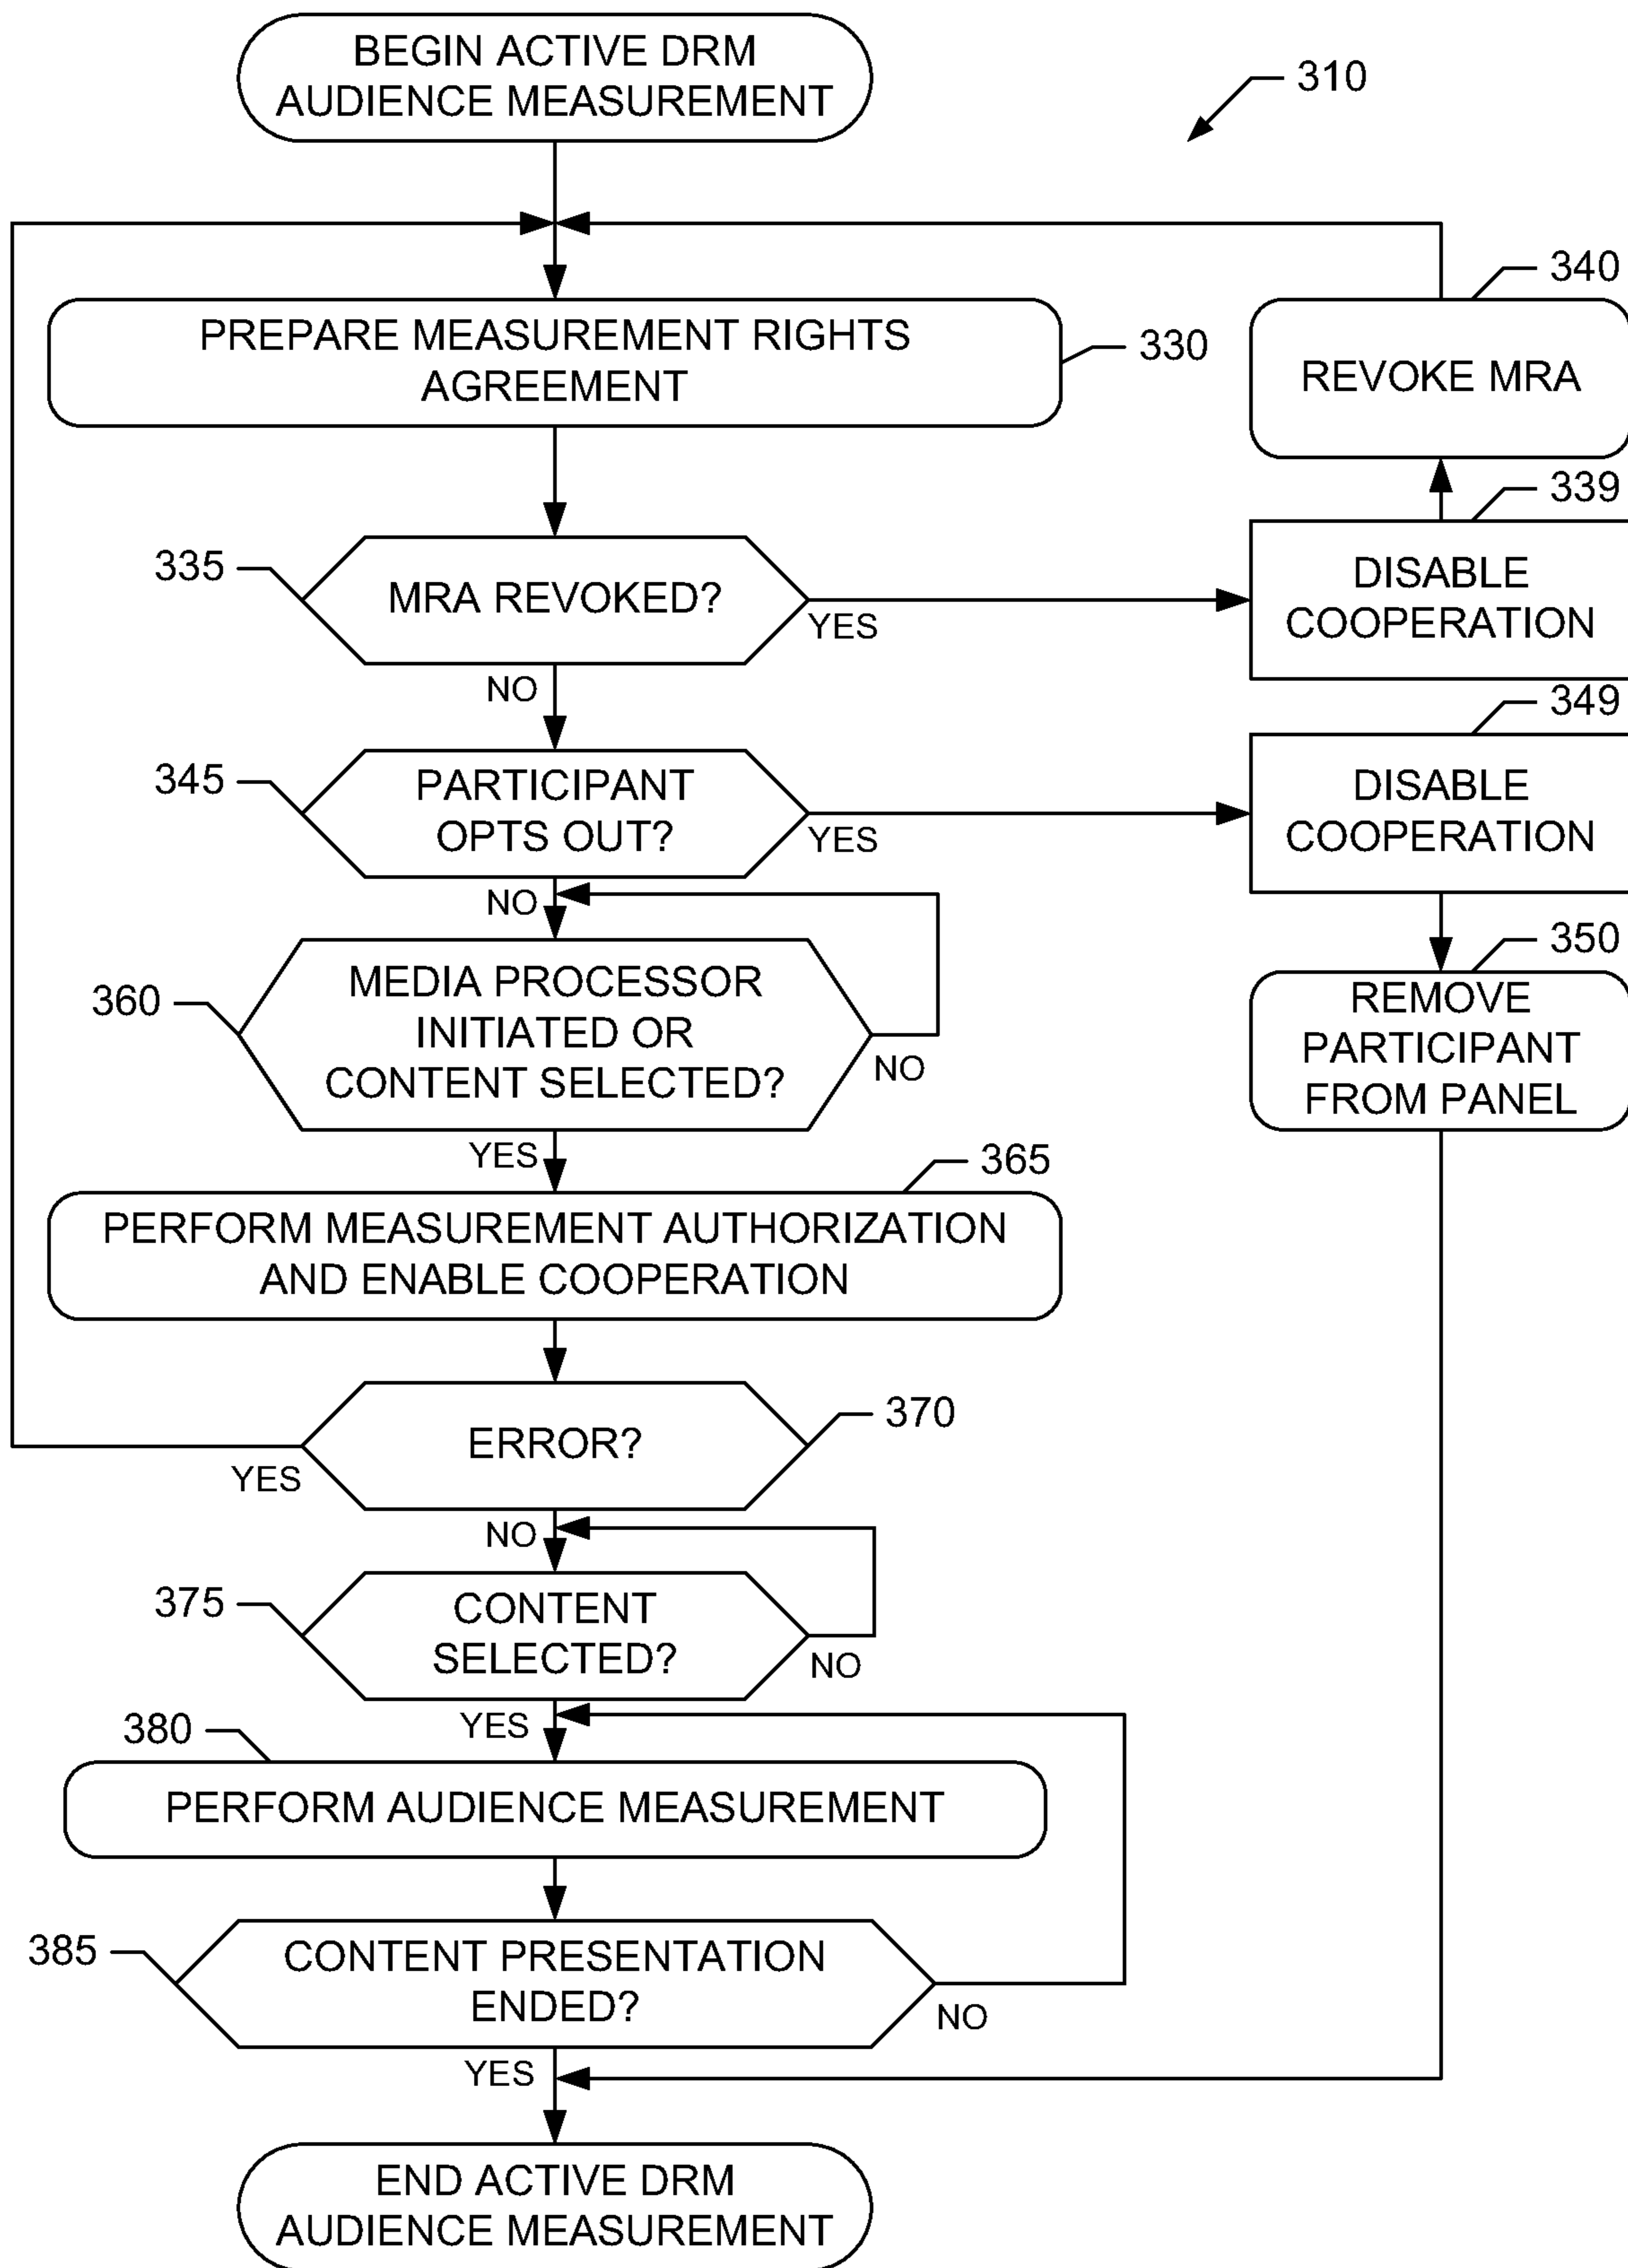 BEGIN ACTIVE DRM
AUDIENCE MEASUREMENT
310
PREPARE MEASUREMENT RIGHTS
AGREEMENT
330
340
REVOKE MRA
339
DISABLE
COOPERATION
335
MRA REVOKED?
YES
NO
349
DISABLE
COOPERATION
345
PARTICIPANT
OPTS OUT?
YES
NO
350
REMOVE
PARTICIPANT
FROM PANEL
360
MEDIA PROCESSOR
INITIATED OR
CONTENT SELECTED?
NO
YES
365
PERFORM MEASUREMENT AUTHORIZATION
AND ENABLE COOPERATION
370
ERROR?
YES
NO
375
CONTENT
SELECTED?
NO
YES
380
PERFORM AUDIENCE MEASUREMENT
385
CONTENT PRESENTATION
ENDED?
NO
YES
END ACTIVE DRM
AUDIENCE MEASUREMENT